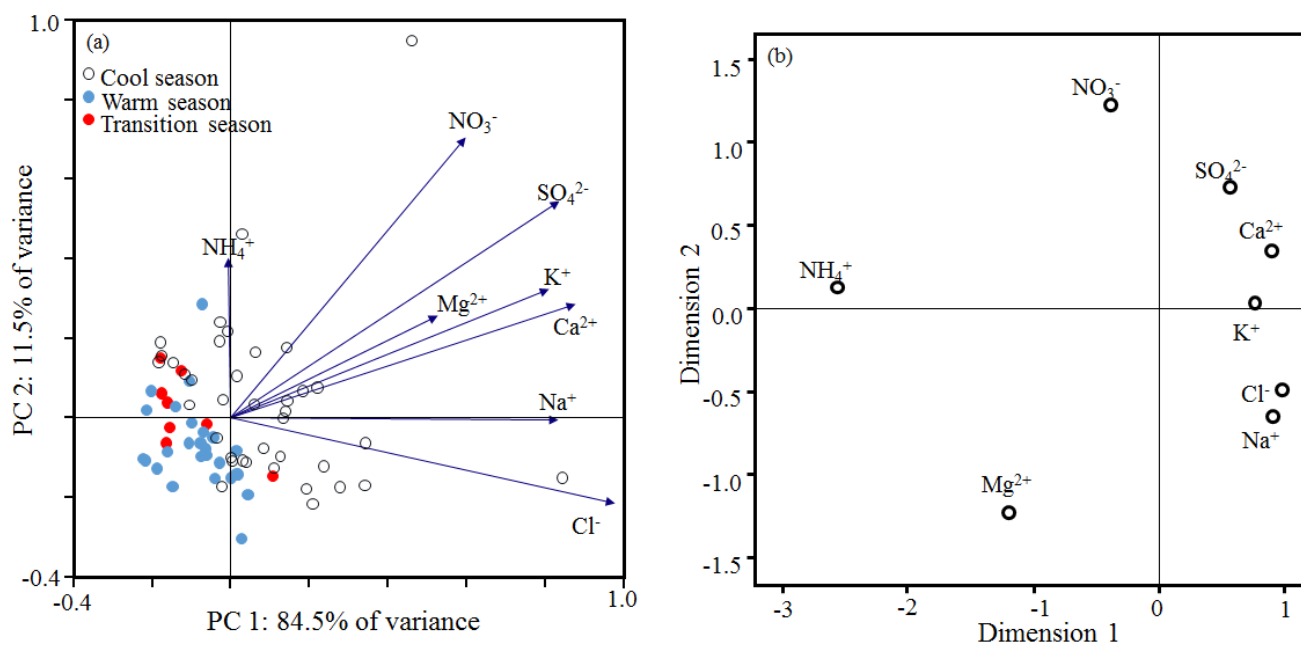 (a)
Cool season
Warm season
Transition season
1.0
-0.4
-0.4
1.0
PC 1: 84.5% of variance
PC 2: 11.5% of variance
NO₃⁻
SO₄²⁻
NH₄⁺
K⁺
Mg²⁺
Ca²⁺
Na⁺
Cl⁻
(b)
1.5
1.0
0.5
0.0
-0.5
-1.0
-1.5
-3
-2
-1
0
1
Dimension 1
Dimension 2
NO₃⁻
SO₄²⁻
Ca²⁺
NH₄⁺
K⁺
Cl⁻
Na⁺
Mg²⁺